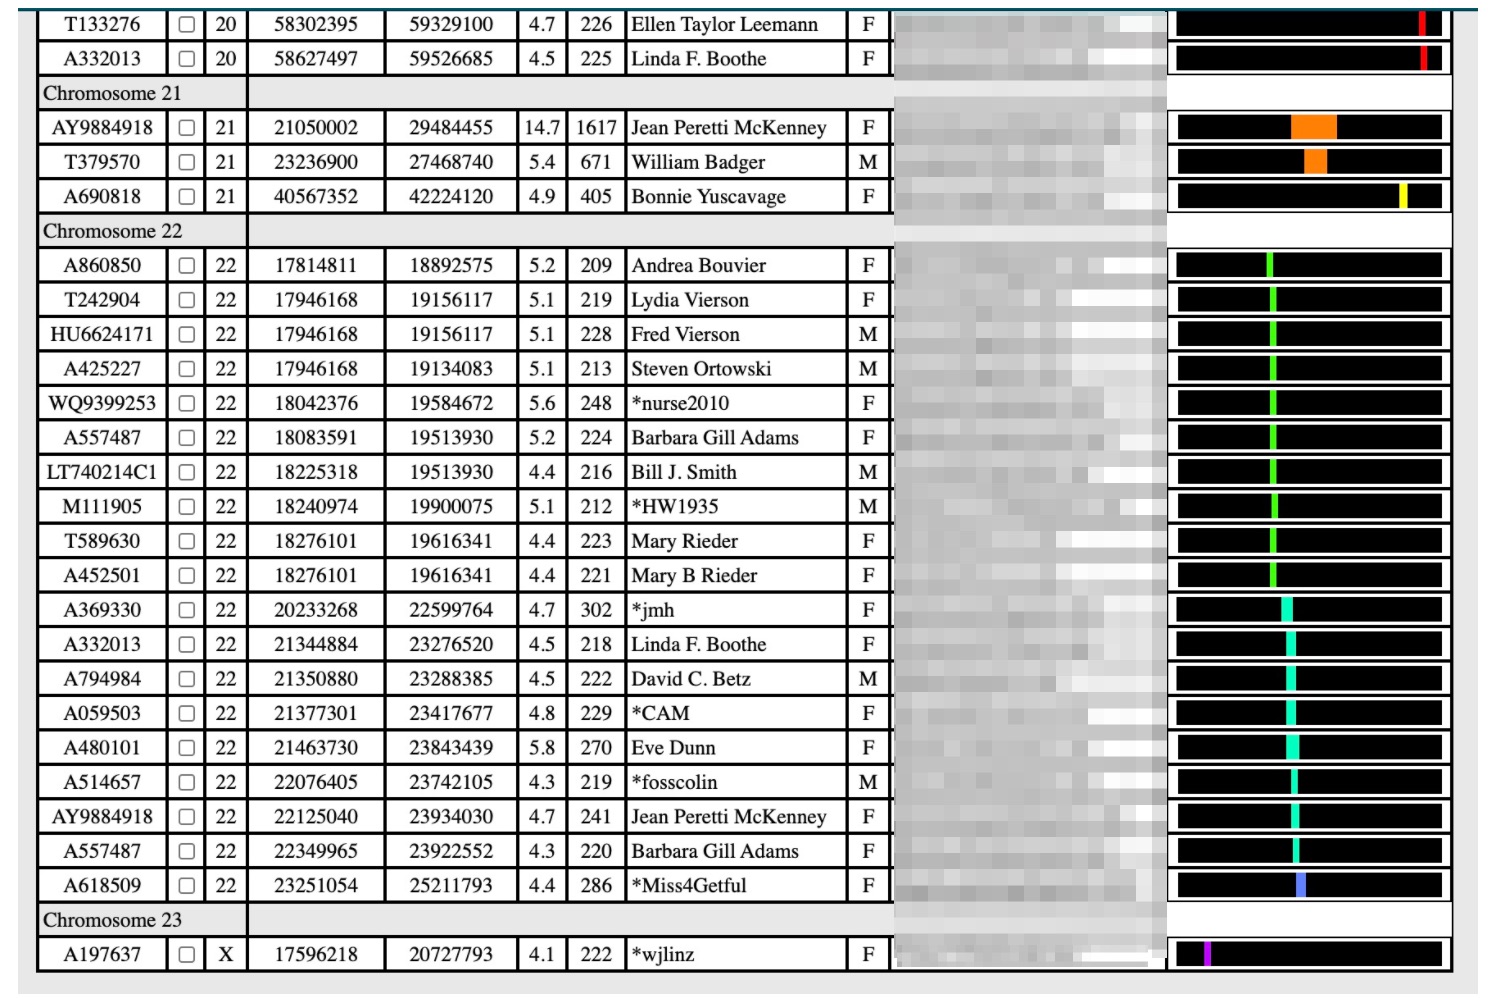 T133276 20 58302395 59329100 4.7 226 Ellen Taylor Leemann F
A332013 20 58627497 59526685 4.5 225 Linda F. Boothe F
Chromosome 21
AY9884918 21 21050002 29484455 14.7 1617 Jean Peretti McKenney F
T379570 21 23236900 27468740 5.4 671 William Badger M
A690818 21 40567352 42224120 4.9 405 Bonnie Yuscavage F
Chromosome 22
A860850 22 17814811 18892575 5.2 209 Andrea Bouvier F
T242904 22 17946168 19156117 5.1 219 Lydia Vierson F
HU6624171 22 17946168 19156117 5.1 228 Fred Vierson M
A425227 22 17946168 19134083 5.1 213 Steven Ortowski M
WQ9399253 22 18042376 19584672 5.6 248 *nurse2010 F
A557487 22 18083591 19513930 5.2 224 Barbara Gill Adams F
LT740214C1 22 18225318 19513930 4.4 216 Bill J. Smith M
M111905 22 18240974 19900075 5.1 212 *HW1935 M
T589630 22 18276101 19616341 4.4 223 Mary Rieder F
A452501 22 18276101 19616341 4.4 221 Mary B Rieder F
A369330 22 20233268 22599764 4.7 302 *jmh F
A332013 22 21344884 23276520 4.5 218 Linda F. Boothe F
A794984 22 21350880 23288385 4.5 222 David C. Betz M
A059503 22 21377301 23417677 4.8 229 *CAM F
A480101 22 21463730 23843439 5.8 270 Eve Dunn F
A514657 22 22076405 23742105 4.3 219 *fosscolin M
AY9884918 22 22125040 23934030 4.7 241 Jean Peretti McKenney F
A557487 22 22349965 23922552 4.3 220 Barbara Gill Adams F
A618509 22 23251054 25211793 4.4 286 *Miss4Getful F
Chromosome 23
A197637 X 17596218 20727793 4.1 222 *wjlinz F